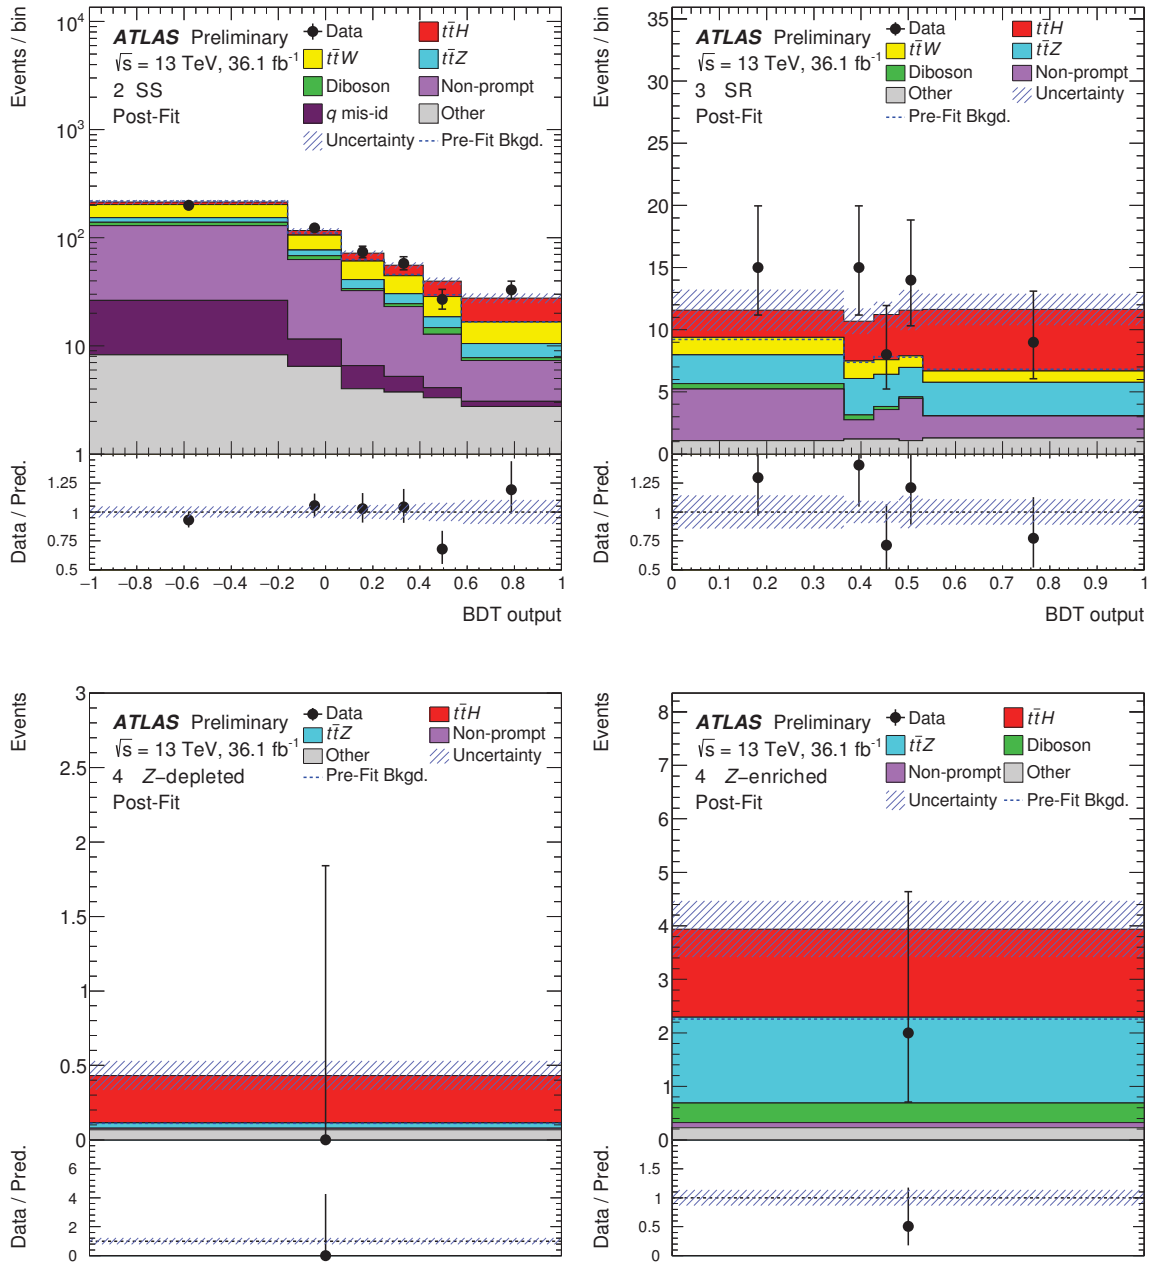 Events / bin
10⁴
10³
10²
10
1
ATLAS Preliminary
√s = 13 TeV, 36.1 fb⁻¹
2 SS
Post-Fit
Data
tt̄H
tt̄W
tt̄Z
Diboson
Non-prompt
q mis-id
Other
Uncertainty
Pre-Fit Bkgd.
Data / Pred.
1.25
1
0.75
0.5
−1 −0.8 −0.6 −0.4 −0.2 0 0.2 0.4 0.6 0.8 1
BDT output
Events / bin
35
30
25
20
15
10
5
0
ATLAS Preliminary
√s = 13 TeV, 36.1 fb⁻¹
3 SR
Post-Fit
Data
tt̄H
tt̄W
tt̄Z
Diboson
Non-prompt
Other
Uncertainty
Pre-Fit Bkgd.
Data / Pred.
1.25
1
0.75
0.5
0 0.1 0.2 0.3 0.4 0.5 0.6 0.7 0.8 0.9 1
BDT output
Events
3
2.5
2
1.5
1
0.5
0
ATLAS Preliminary
√s = 13 TeV, 36.1 fb⁻¹
4 Z−depleted
Post-Fit
Data
tt̄H
tt̄Z
Non-prompt
Other
Uncertainty
Pre-Fit Bkgd.
Data / Pred.
6
4
2
0
Events
8
7
6
5
4
3
2
1
0
ATLAS Preliminary
√s = 13 TeV, 36.1 fb⁻¹
4 Z−enriched
Post-Fit
Data
tt̄H
tt̄Z
Diboson
Non-prompt
Other
Uncertainty
Pre-Fit Bkgd.
Data / Pred.
1.5
1
0.5
0